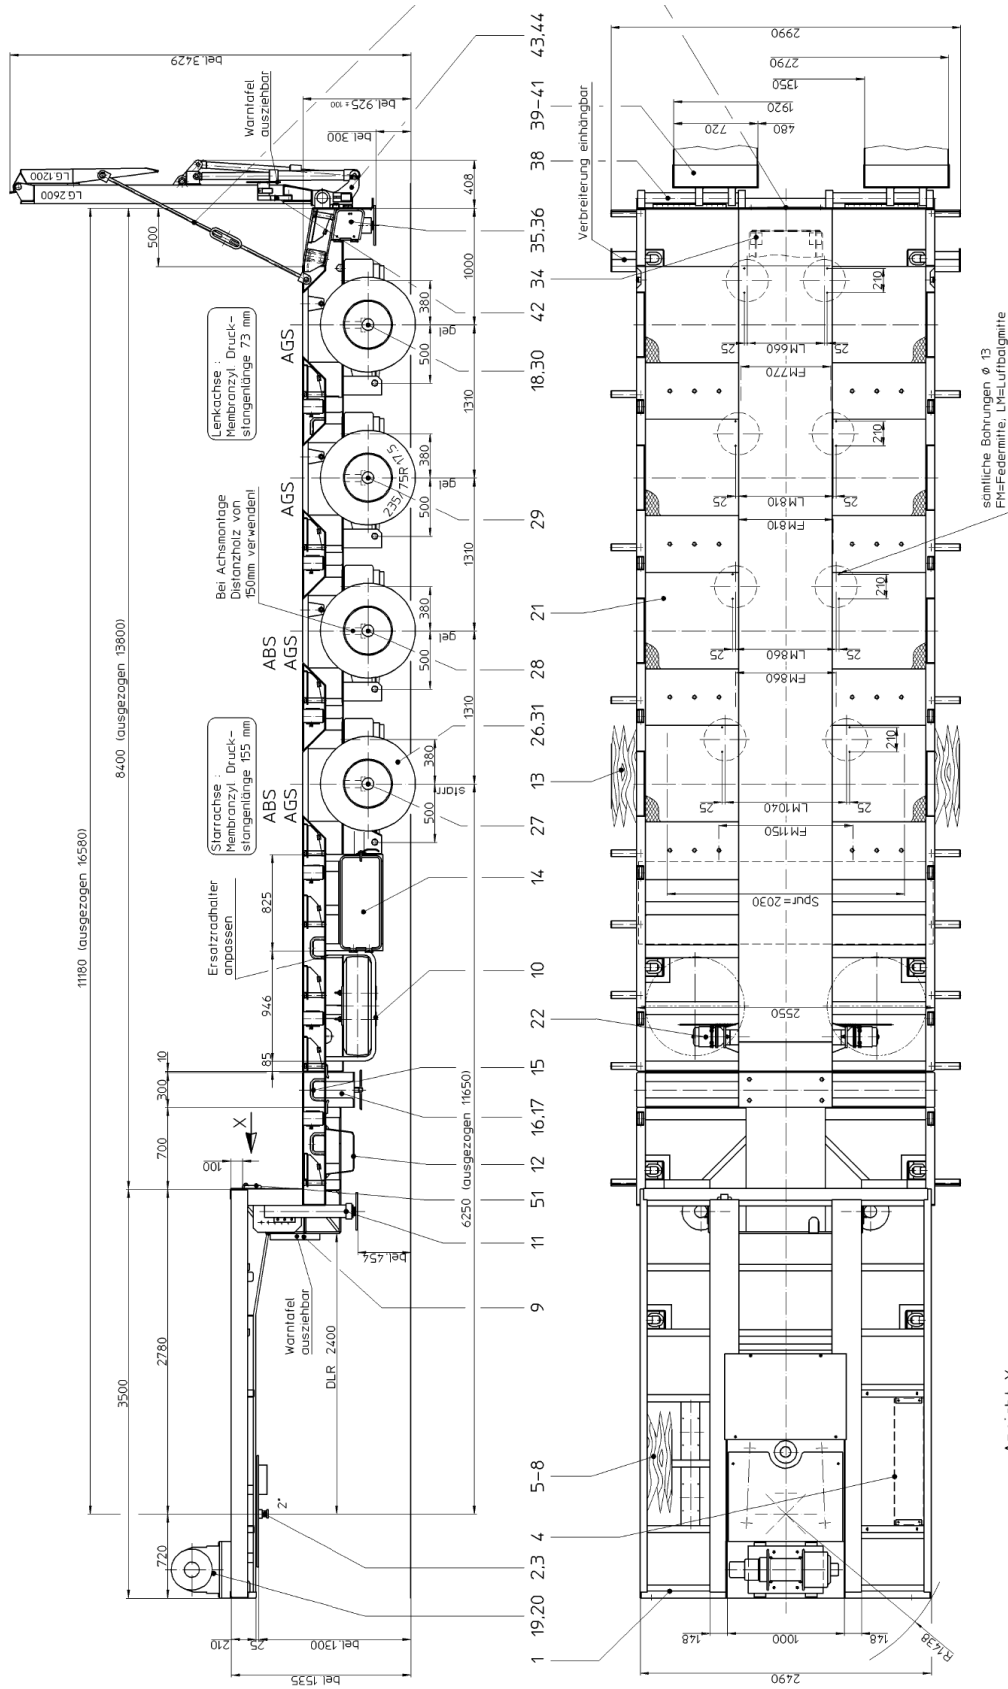 11180 (ausgezogen 16580)
8400 (ausgezogen 13800)
3500
720
2780
100
700
300
10
85
946
825
500
408
bel.3429
bel.925 ±100
bel.300
LG1200
LG2600
Warntafel
ausziehbar
Lenkachse :
Membranzyl. Druck-
stangenlänge 73 mm
Bei Achsmontage
Distanzholz von
150mm verwenden!
Starrachse :
Membranzyl. Druck-
stangenlänge 155 mm
Ersatzradhalter
anpassen
X
AGS
AGS
ABS
AGS
ABS
AGS
235/75R 17.5
2"
Warntafel
ausziehbar
DLR 2400
bel.454
210
25
bel.1300
bel.1535
starr
500
380
gel
500
380
gel
500
380
gel
500
380
1310
1310
1310
1000
6250 (ausgezogen 11650)
1
19,20
2,3
4
5-8
9
11
51
12
16,17
15
22
10
14
27
13
26,31
28
21
29
18,30
42
34
35,36
38
39-41
43,44
Verbreiterung einhängbar
2990
2790
1350
1920
720
480
210
25
LM660
25
FM770
210
25
LM810
25
FM810
210
25
LM860
25
FM860
210
25
LM1040
25
FM1150
Spur=2030
2550
148
1000
148
2490
R1438
sämtliche Bohrungen ø 13
FM=Federmitte, LM=Luftbalgmitte